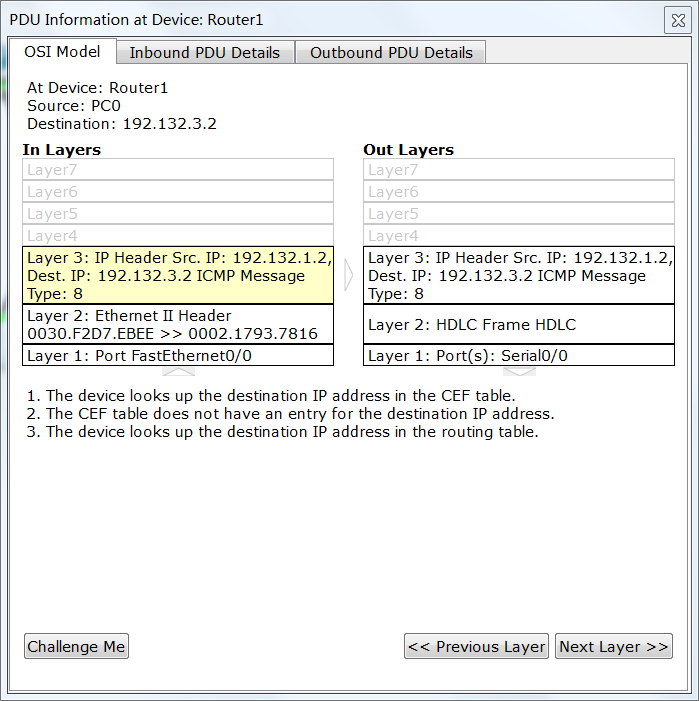 PDU Information at Device: Router1
OSI Model
Inbound PDU Details
Outbound PDU Details
At Device: Router1
Source: PC0
Destination: 192.132.3.2
In Layers
Layer7
Layer6
Layer5
Layer4
Layer 3: IP Header Src. IP: 192.132.1.2,
Dest. IP: 192.132.3.2 ICMP Message
Type: 8
Layer 2: Ethernet II Header
0030.F2D7.EBEE >> 0002.1793.7816
Layer 1: Port FastEthernet0/0
Out Layers
Layer7
Layer6
Layer5
Layer4
Layer 3: IP Header Src. IP: 192.132.1.2,
Dest. IP: 192.132.3.2 ICMP Message
Type: 8
Layer 2: HDLC Frame HDLC
Layer 1: Port(s): Serial0/0
1. The device looks up the destination IP address in the CEF table.
2. The CEF table does not have an entry for the destination IP address.
3. The device looks up the destination IP address in the routing table.
Challenge Me
<< Previous Layer
Next Layer >>